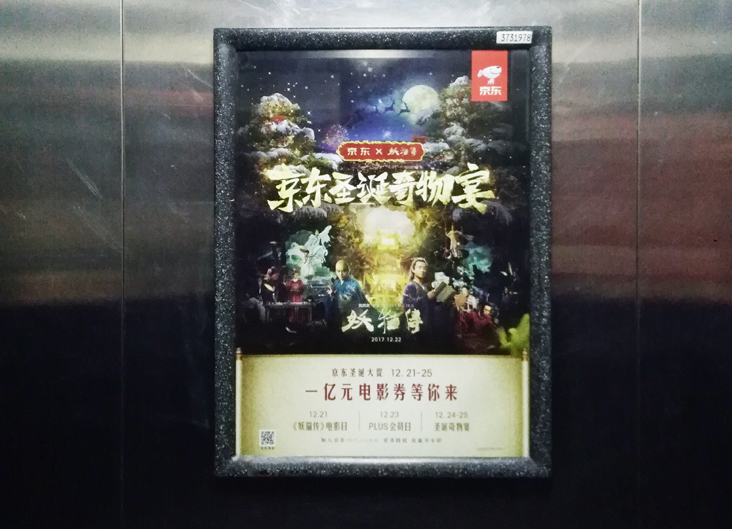 3731978
京东
京东 × 妖猫传
京东圣诞奇物宴
妖猫传
2017.12.22
京东圣诞大赏 12.21-25
一亿元电影券等你来
12.21
《妖猫传》电影日
12.23
PLUS会员日
12.24-25
圣诞奇物宴